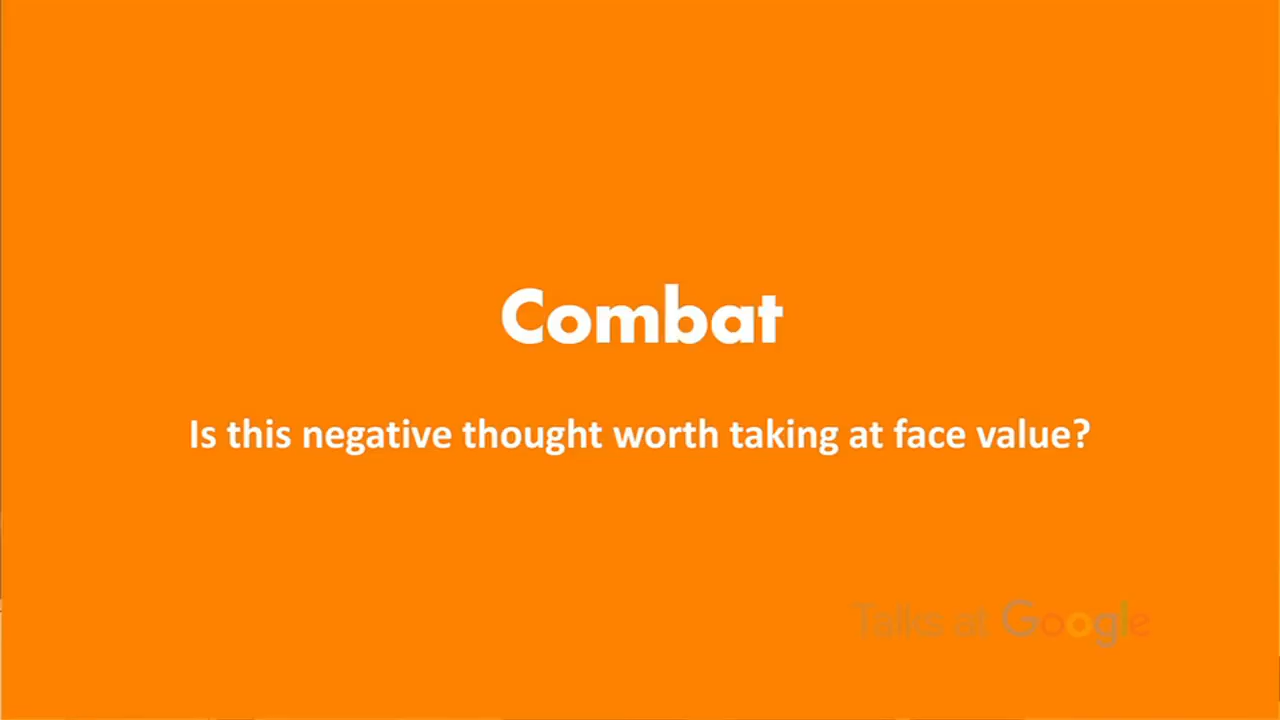 Combat
Is this negative thought worth taking at face value?
Talks at Google